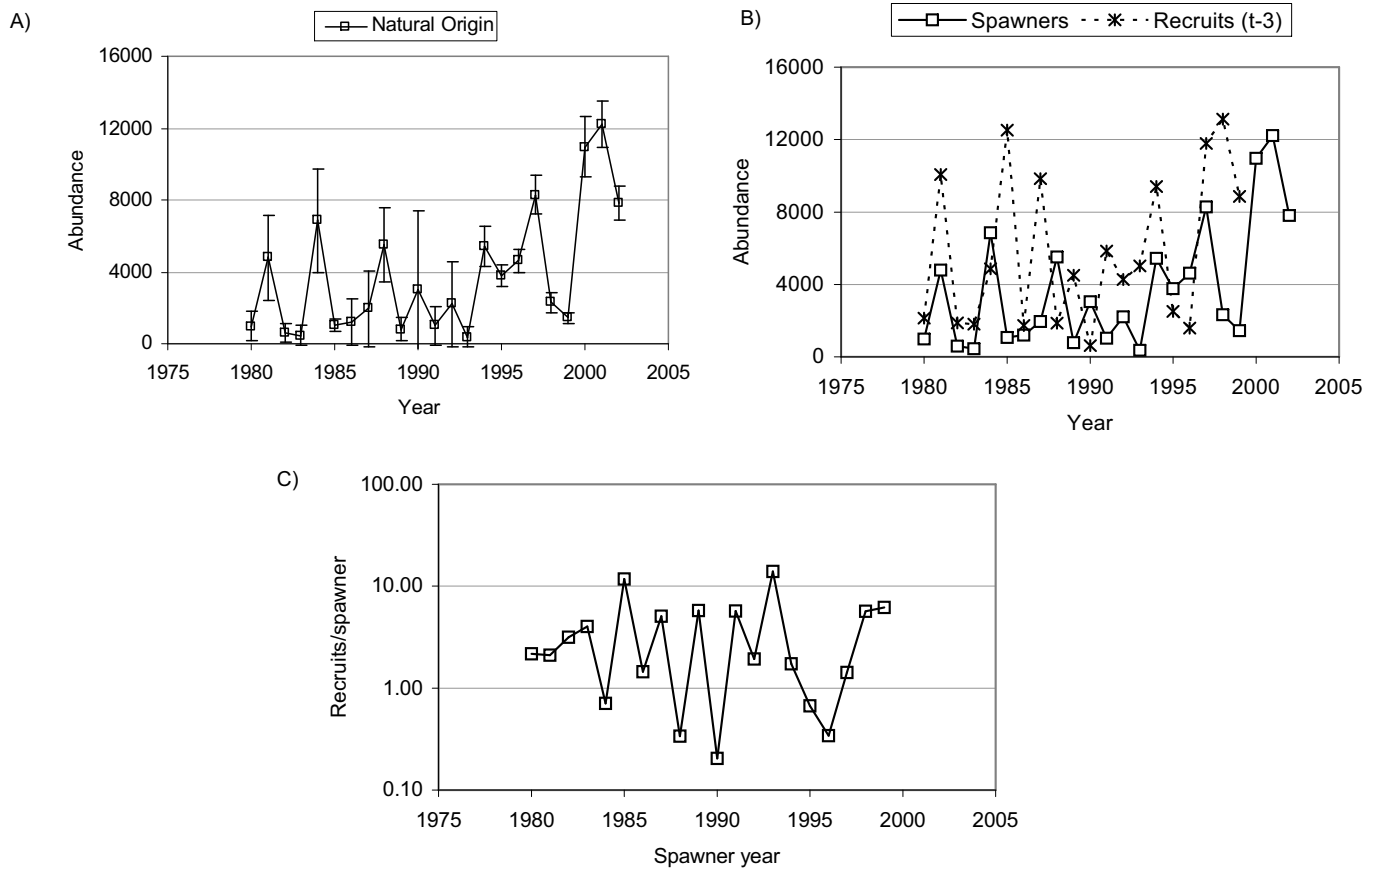 A)
Natural Origin
16000
12000
8000
4000
0
Abundance
1975 1980 1985 1990 1995 2000 2005
Year
B)
Spawners Recruits (t-3)
16000
12000
8000
4000
0
Abundance
1975 1980 1985 1990 1995 2000 2005
Year
C)
100.00
10.00
1.00
0.10
Recruits/spawner
1975 1980 1985 1990 1995 2000 2005
Spawner year